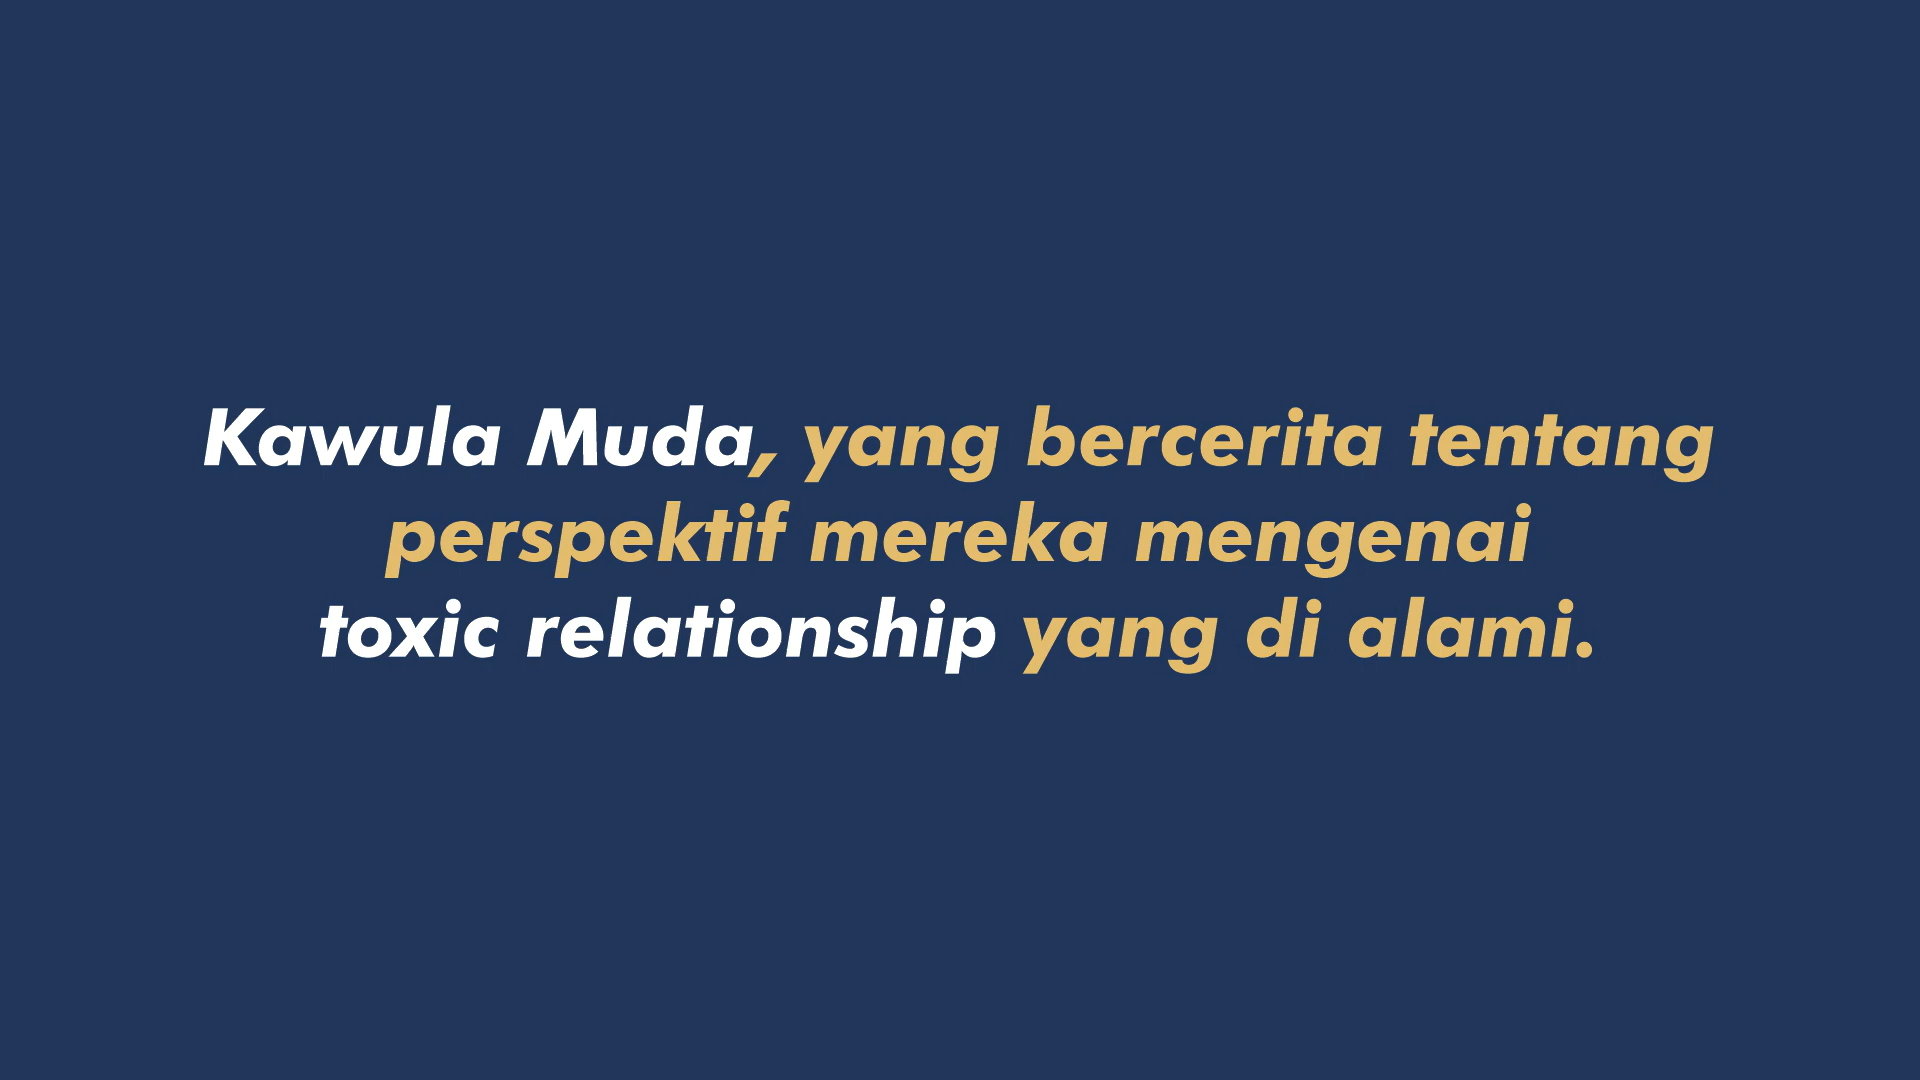 Kawula Muda, yang bercerita tentang
perspektif mereka mengenai
toxic relationship yang di alami.